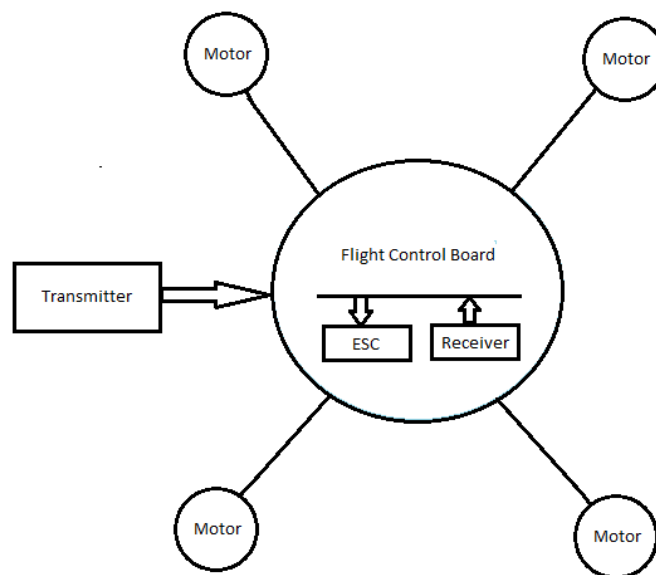 Motor
Motor
Flight Control Board
Transmitter
ESC
Receiver
Motor
Motor